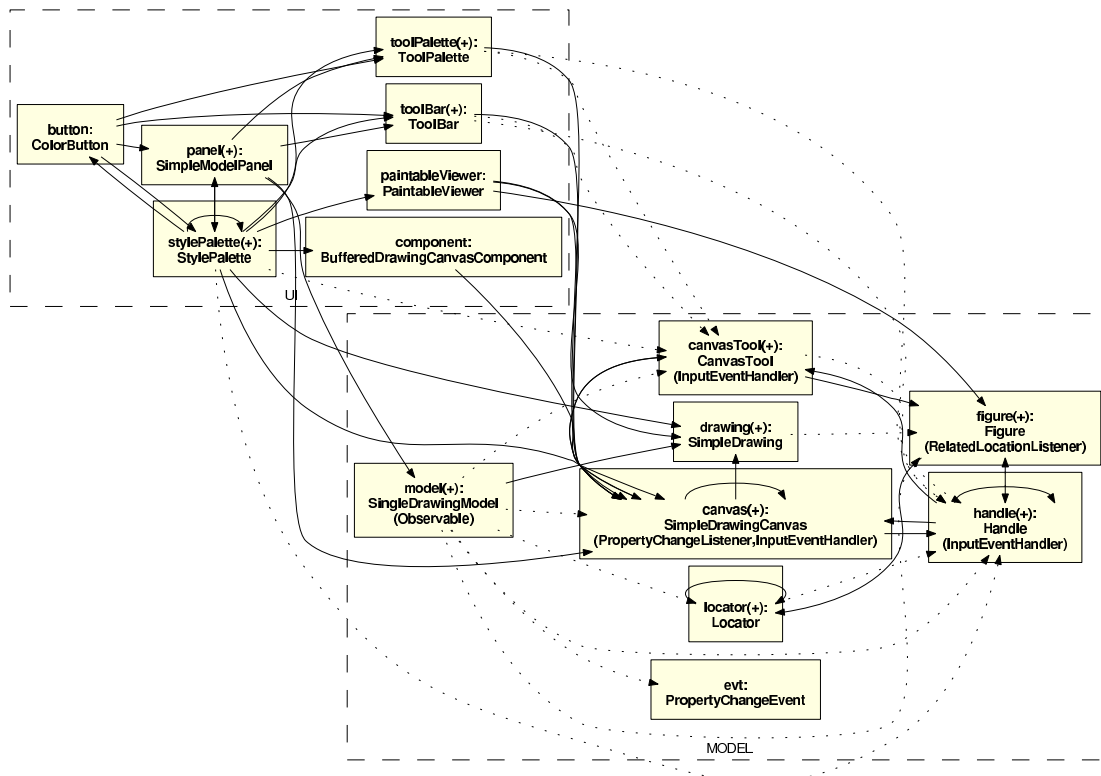 toolPalette(+):
ToolPalette
toolBar(+):
ToolBar
button:
ColorButton
panel(+):
SimpleModelPanel
paintableViewer:
PaintableViewer
stylePalette(+):
StylePalette
component:
BufferedDrawingCanvasComponent
UI
canvasTool(+):
CanvasTool
(InputEventHandler)
figure(+):
Figure
(RelatedLocationListener)
drawing(+):
SimpleDrawing
model(+):
SingleDrawingModel
(Observable)
canvas(+):
SimpleDrawingCanvas
(PropertyChangeListener,InputEventHandler)
handle(+):
Handle
(InputEventHandler)
locator(+):
Locator
evt:
PropertyChangeEvent
MODEL